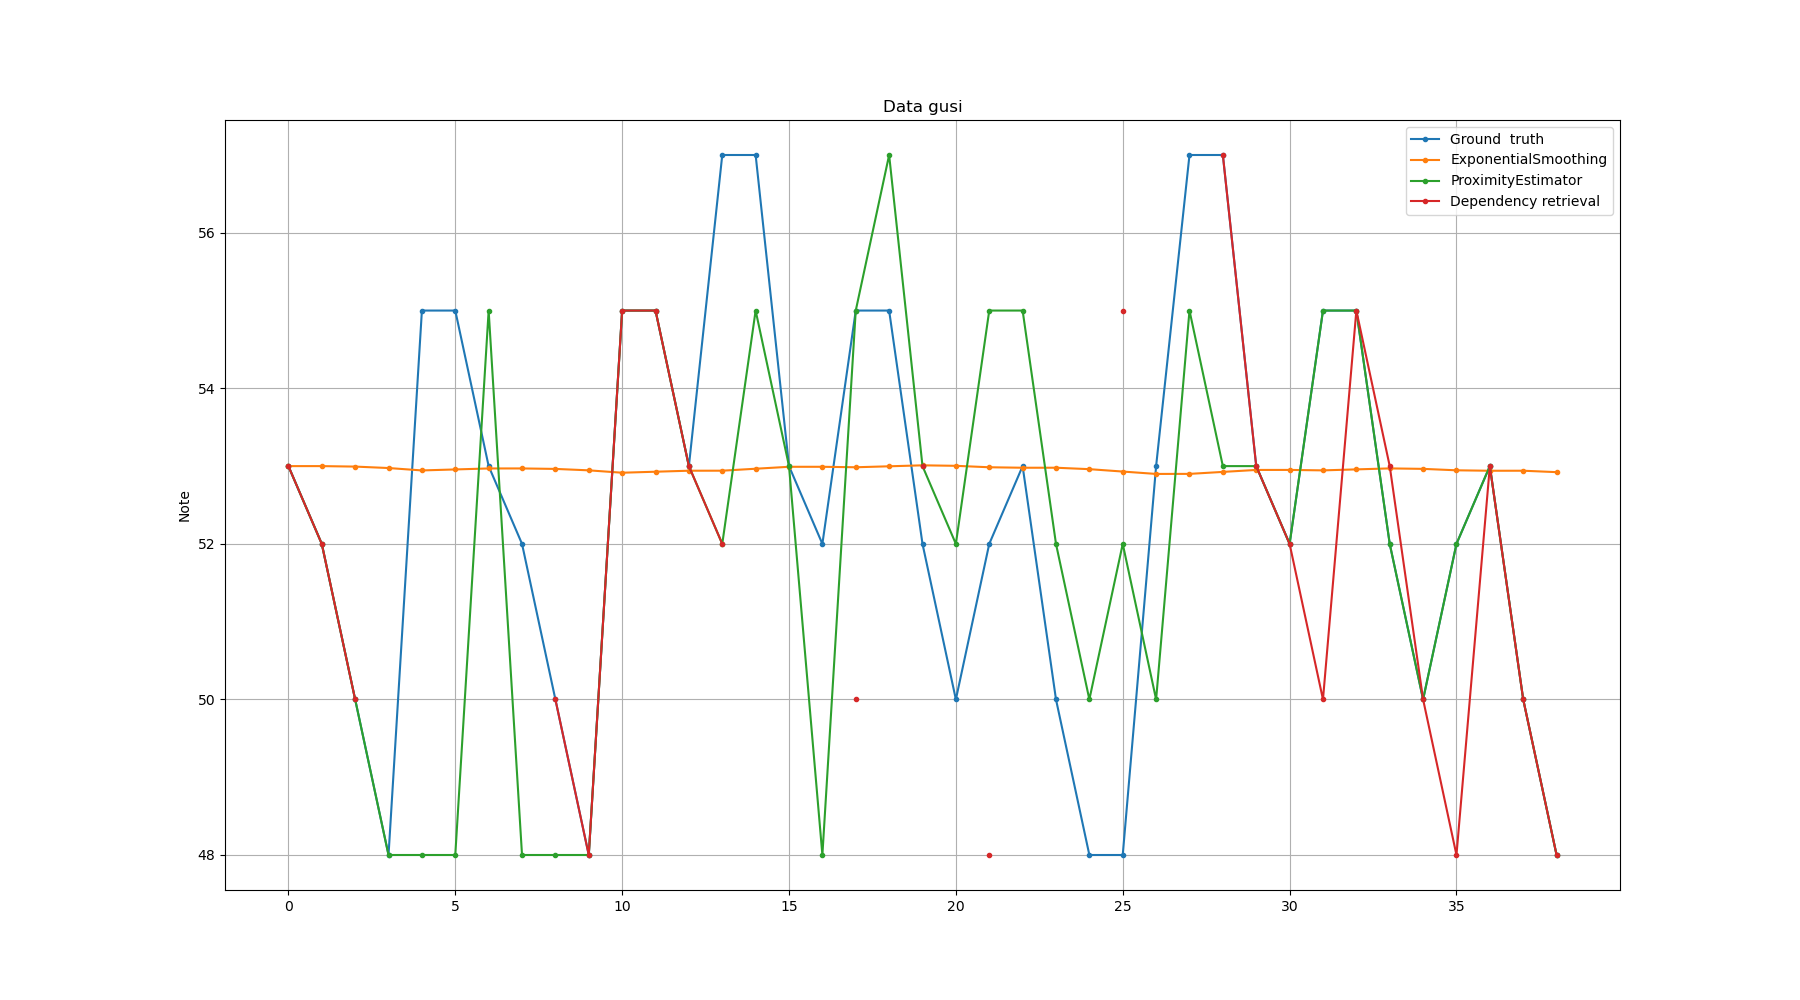 Data gusi
Ground  truth
ExponentialSmoothing
ProximityEstimator
Dependency retrieval
Note
56
54
52
50
48
0 5 10 15 20 25 30 35